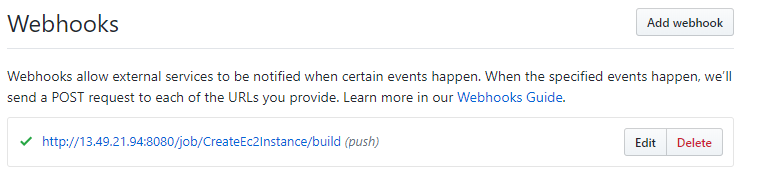 Webhooks
Add webhook
Webhooks allow external services to be notified when certain events happen. When the specified events happen, we'll
send a POST request to each of the URLs you provide. Learn more in our Webhooks Guide.
http://13.49.21.94:8080/job/CreateEc2Instance/build (push)
Edit
Delete